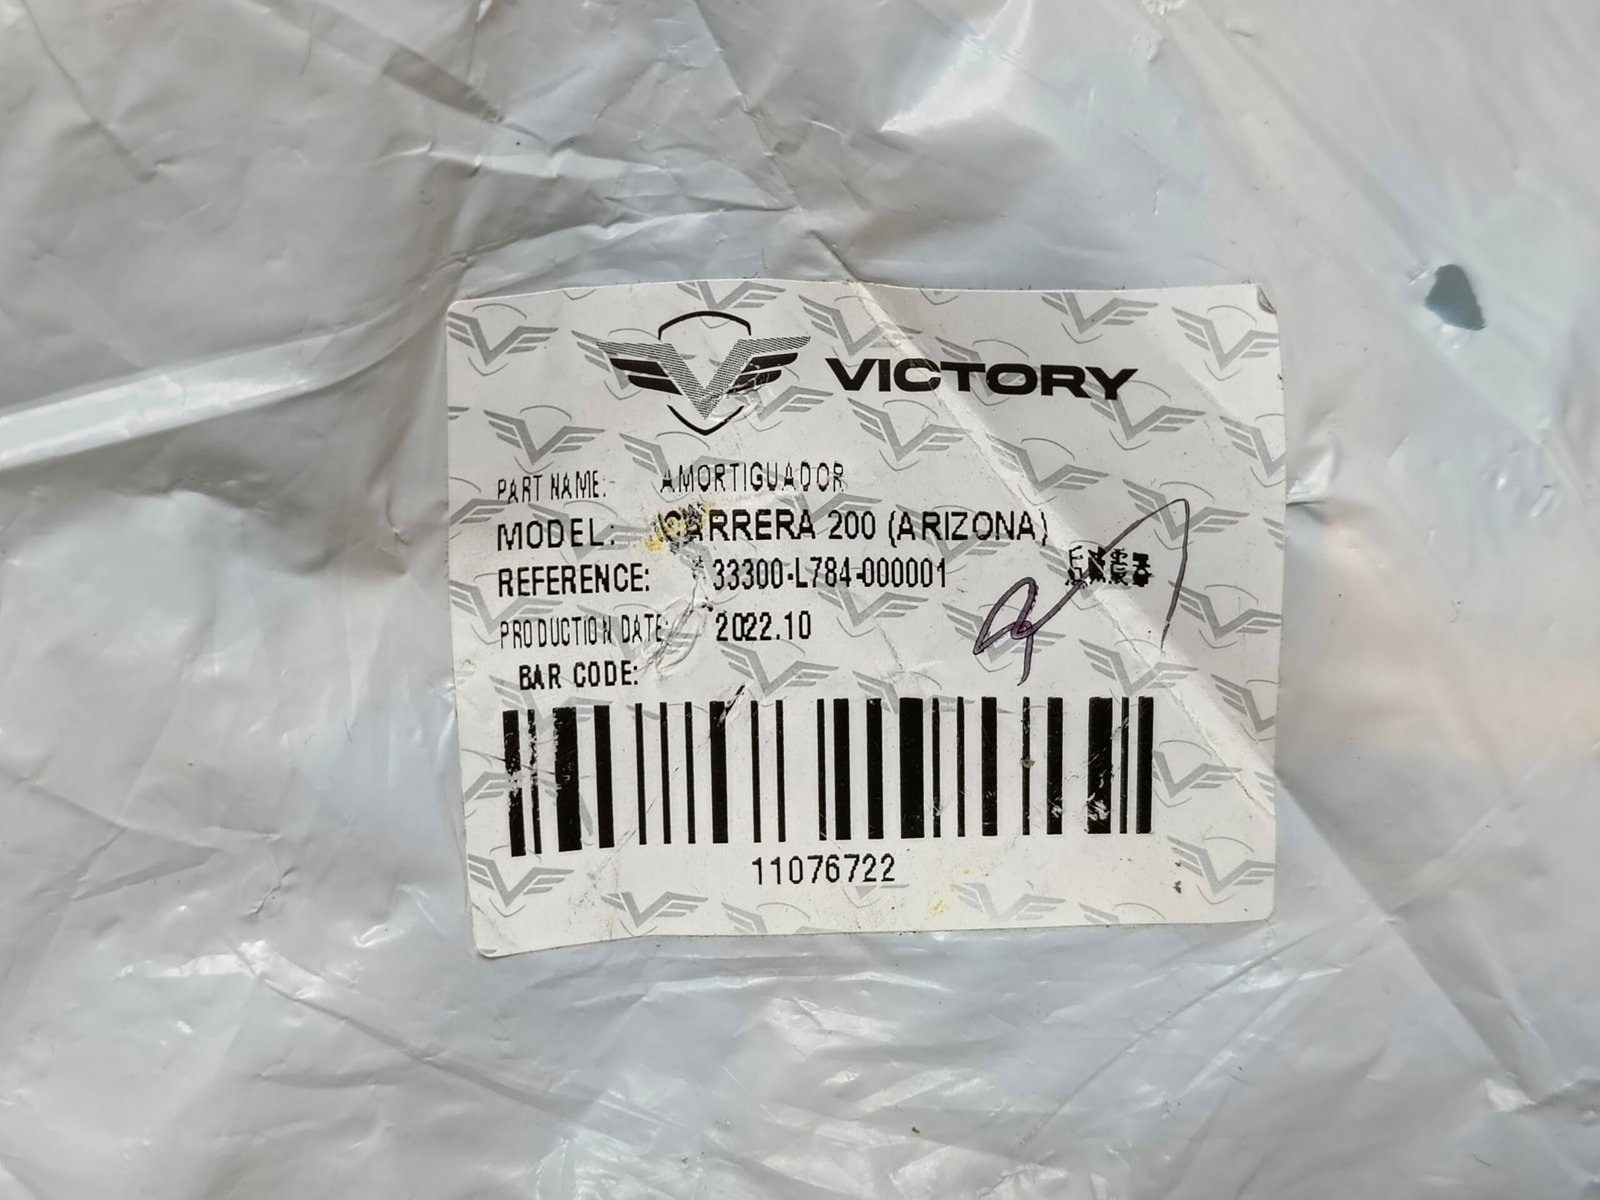 VICTORY
PART NAME: AMORTIGUADOR
MODEL: CARRERA 200 (ARIZONA)
REFERENCE: 33300-L784-000001
PRODUCTION DATE: 2022.10
BAR CODE:
11076722